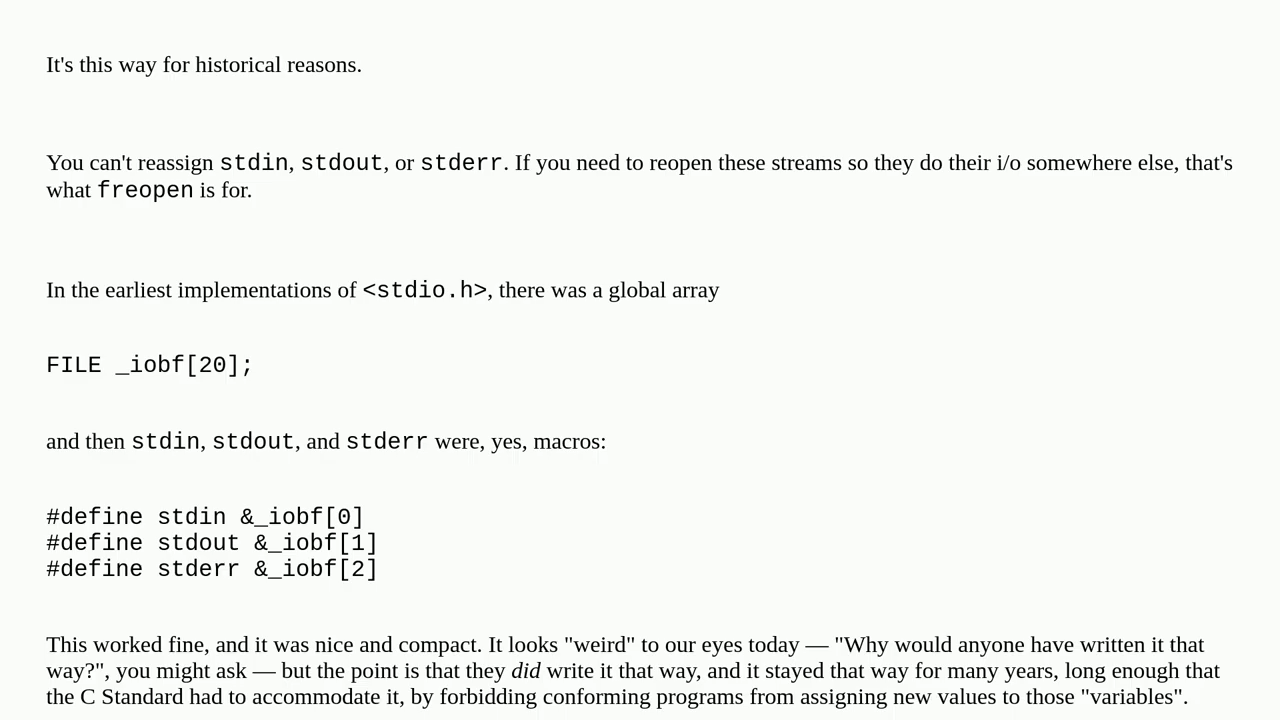 It's this way for historical reasons.
You can't reassign stdin, stdout, or stderr. If you need to reopen these streams so they do their i/o somewhere else, that's
what freopen is for.
In the earliest implementations of <stdio.h>, there was a global array
FILE _iobf[20];
and then stdin, stdout, and stderr were, yes, macros:
#define stdin &_iobf[0]
#define stdout &_iobf[1]
#define stderr &_iobf[2]
This worked fine, and it was nice and compact. It looks "weird" to our eyes today — "Why would anyone have written it that
way?", you might ask — but the point is that they did write it that way, and it stayed that way for many years, long enough that
the C Standard had to accommodate it, by forbidding conforming programs from assigning new values to those "variables".